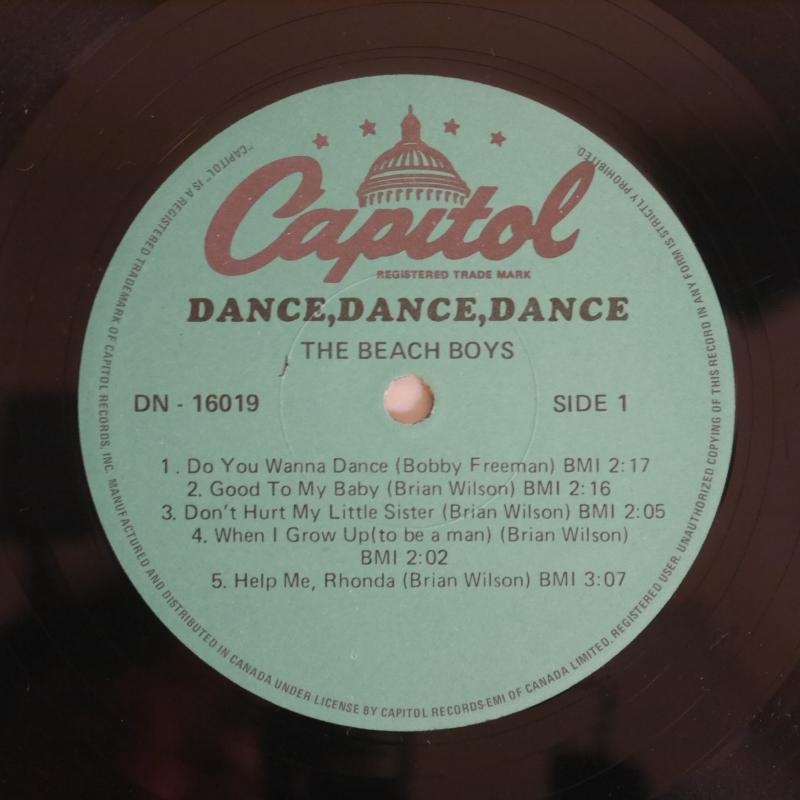 Capitol
REGISTERED TRADE MARK
DANCE,DANCE,DANCE
THE BEACH BOYS
DN - 16019
SIDE 1
1. Do You Wanna Dance (Bobby Freeman) BMI 2:17
2. Good To My Baby (Brian Wilson) BMI 2:16
3. Don't Hurt My Little Sister (Brian Wilson) BMI 2:05
4. When I Grow Up(to be a man) (Brian Wilson)
BMI 2:02
5. Help Me, Rhonda (Brian Wilson) BMI 3:07
"CAPITOL" IS A REGISTERED TRADEMARK OF CAPITOL RECORDS, INC. MANUFACTURED AND DISTRIBUTED IN CANADA UNDER LICENSE BY CAPITOL RECORDS-EMI OF CANADA LIMITED. REGISTERED USER. UNAUTHORIZED COPYING OF THIS RECORD IN ANY FORM IS STRICTLY PROHIBITED.